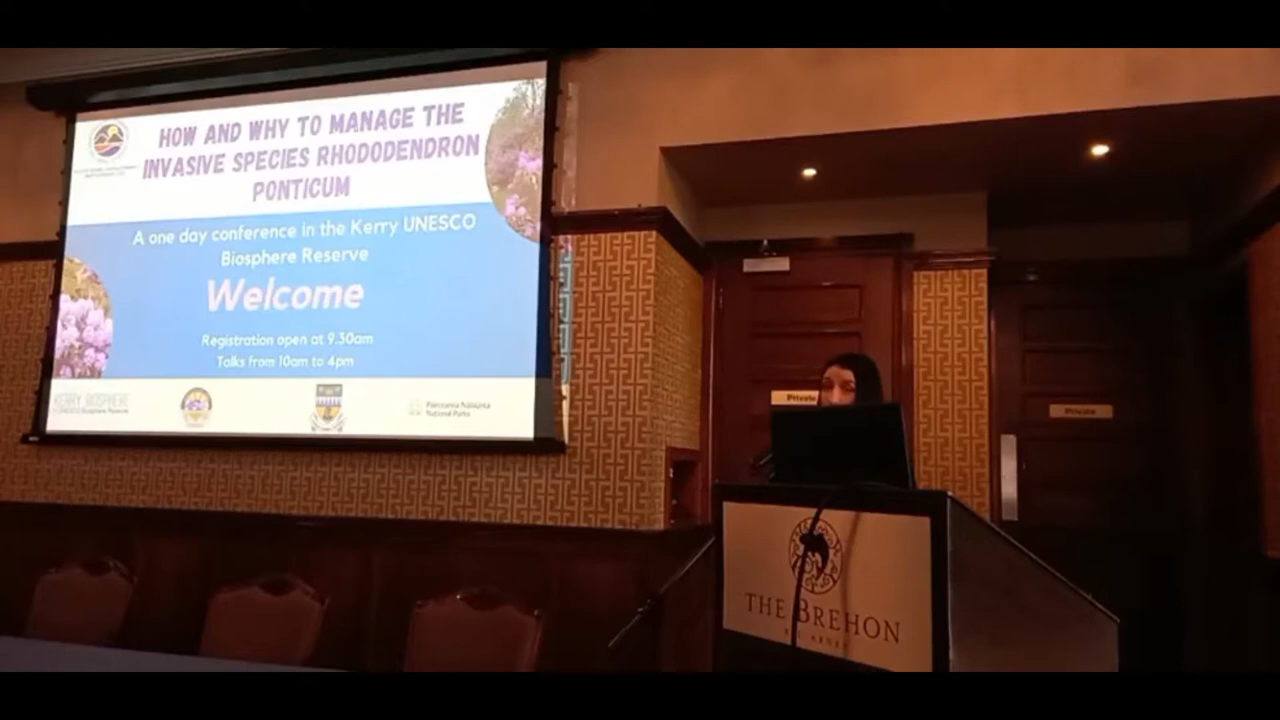 HOW AND WHY TO MANAGE THE
INVASIVE SPECIES RHODODENDRON
PONTICUM
A one day conference in the Kerry UNESCO
Biosphere Reserve
Welcome
Registration open at 9.30am
Talks from 10am to 4pm
KERRY BIOSPHERE
UNESCO Biosphere Reserve
Páirceanna Náisiúnta
National Parks
Private
Private
THE BREHON
KILLARNEY